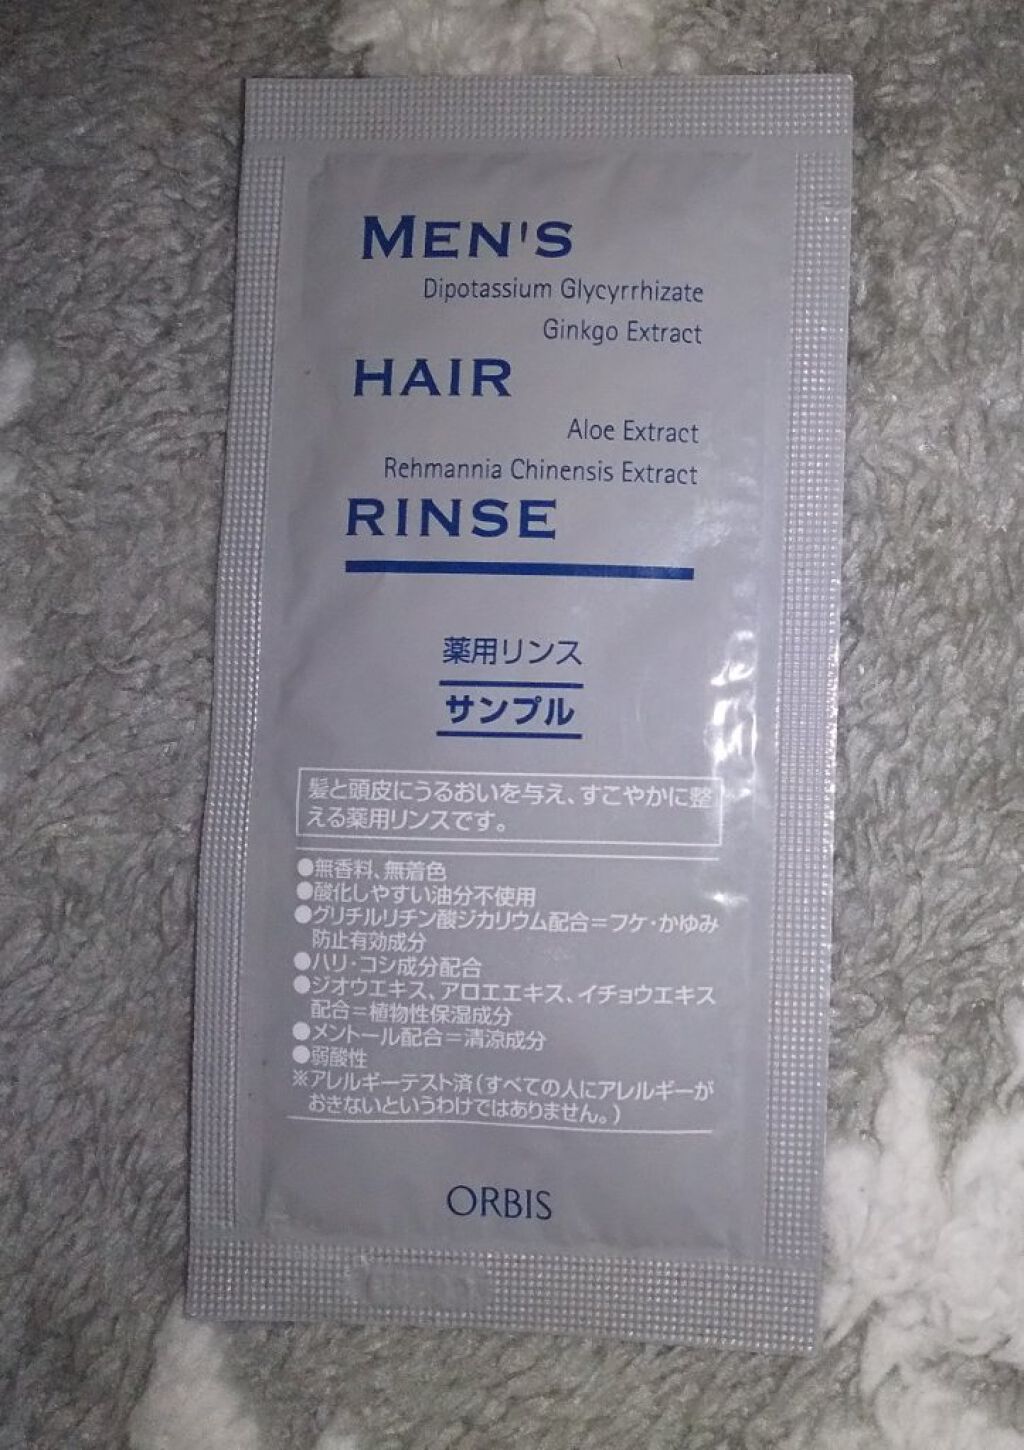 MEN'S
Dipotassium Glycyrrhizate
Ginkgo Extract
HAIR
Aloe Extract
Rehmannia Chinensis Extract
RINSE
薬用リンス
サンプル
髪と頭皮にうるおいを与え、すこやかに整
える薬用リンスです。
●無香料、無着色
●酸化しやすい油分不使用
●グリチルリチン酸ジカリウム配合＝フケ・かゆみ
防止有効成分
●ハリ・コシ成分配合
●ジオウエキス、アロエエキス、イチョウエキス
配合＝植物性保湿成分
●メントール配合＝清涼成分
●弱酸性
※アレルギーテスト済（すべての人にアレルギーが
おきないというわけではありません。）
ORBIS